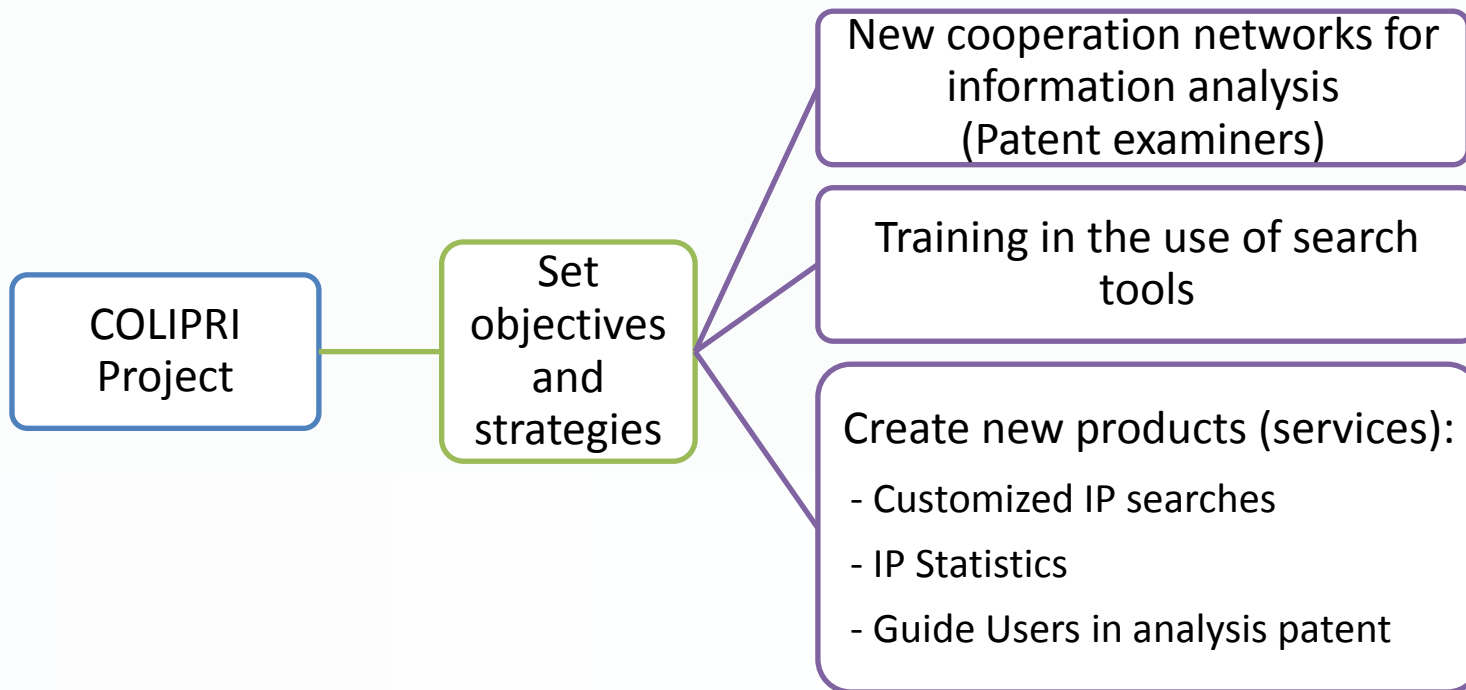 New cooperation networks for
information analysis
(Patent examiners)
Training in the use of search
tools
COLIPRI
Project
Set
objectives
and
strategies
Create new products (services):
- Customized IP searches
- IP Statistics
- Guide Users in analysis patent